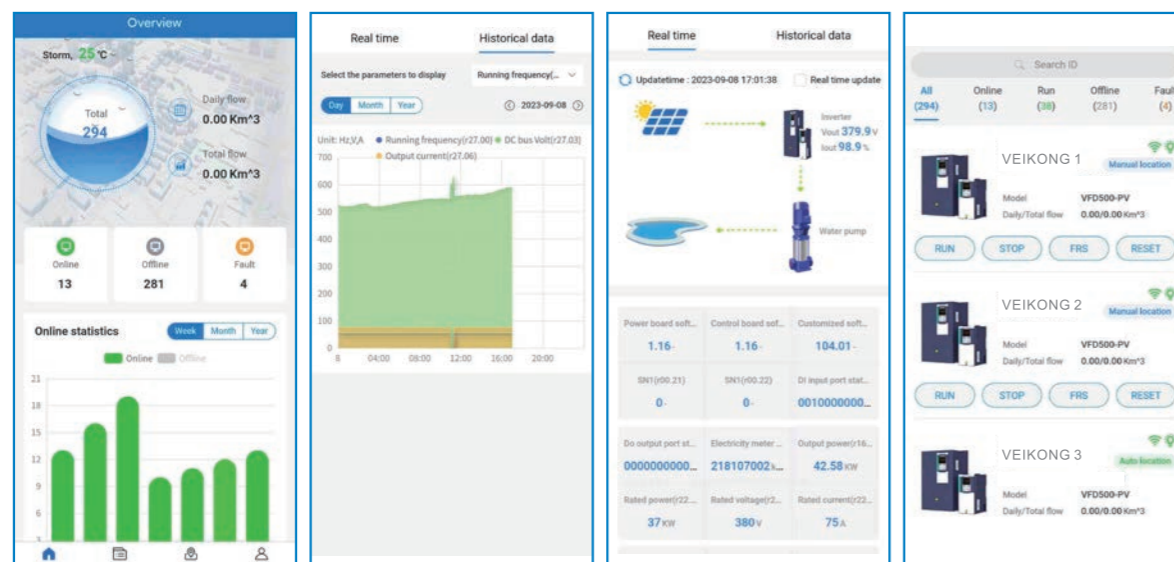 Overview
Storm, 25 ℃
Total
294
Daily flow
0.00 Km^3
Total flow
0.00 Km^3
Online
13
Offline
281
Fault
4
Online statistics
Week Month Year
Online Offline
21
18
15
12
9
6
3
Real time Historical data
Select the parameters to display Running frequency(... 
Day Month Year 2023-09-08
Unit: Hz,V,A Running frequency(r27.00) DC bus Volt(r27.03)
Output current(r27.06)
700
600
500
400
300
200
100
0
04:00 08:00 12:00 16:00 20:00
Real time Historical data
Updatetime : 2023-09-08 17:01:38 Real time update
Inverter
Vout 379.9 V
Iout 98.9 %
Water pump
Power board soft... Control board sof... Customized soft...
1.16- 1.16- 104.01-
SN1(r00.21) SN1(r00.22) DI input port stat...
0- 0- 0010000000...
Do output port st... Electricity meter ... Output power(r16...
0000000000... 218107002 k... 42.58 KW
Rated power(r22.... Rated voltage(r2... Rated current(r22...
37 KW 380 V 75 A
Search ID
All Online Run Offline Fault
(294) (13) (38) (281) (4)
VEIKONG 1
Manual location
Model VFD500-PV
Daily/Total flow 0.00/0.00 Km^3
RUN STOP FRS RESET
VEIKONG 2
Manual location
Model VFD500-PV
Daily/Total flow 0.00/0.00 Km^3
RUN STOP FRS RESET
VEIKONG 3
Auto location
Model VFD500-PV
Daily/Total flow 0.00/0.00 Km^3